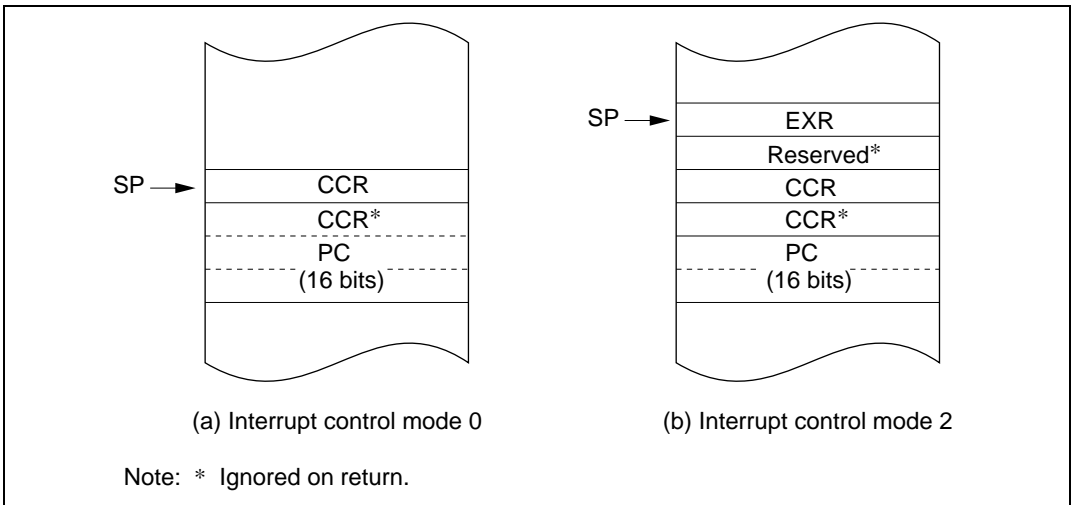 SP
CCR
CCR*
PC
(16 bits)
(a) Interrupt control mode 0
SP
EXR
Reserved*
CCR
CCR*
PC
(16 bits)
(b) Interrupt control mode 2
Note: * Ignored on return.